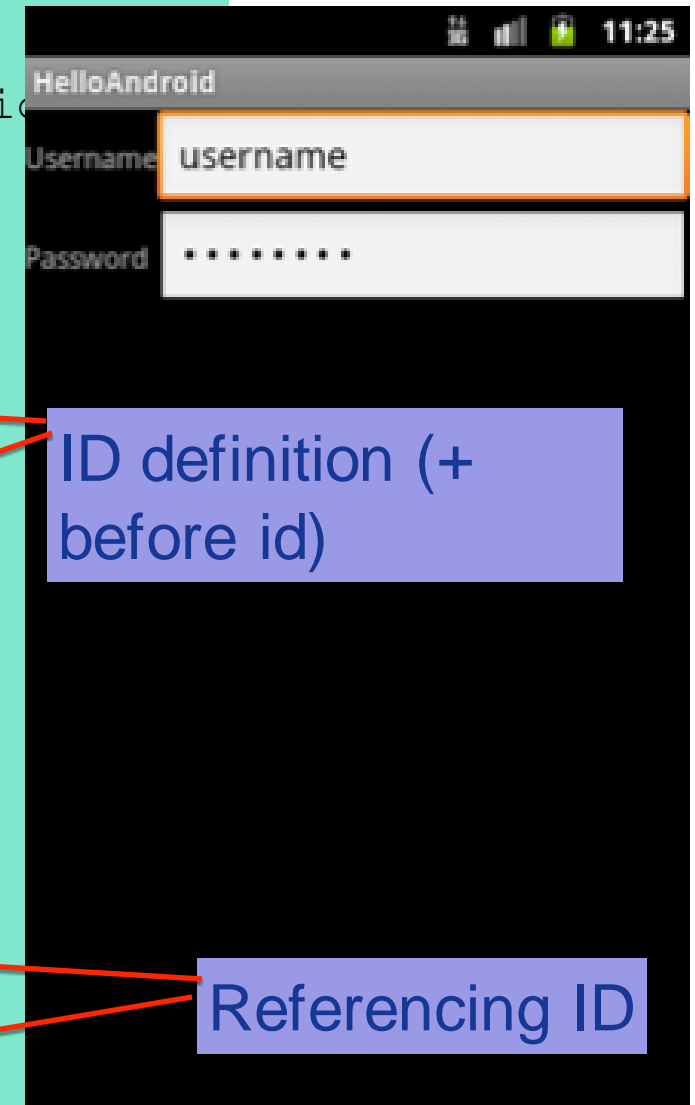 11:25
HelloAndroid
Username username
Password ••••••••
ID definition (+
before id)
Referencing ID